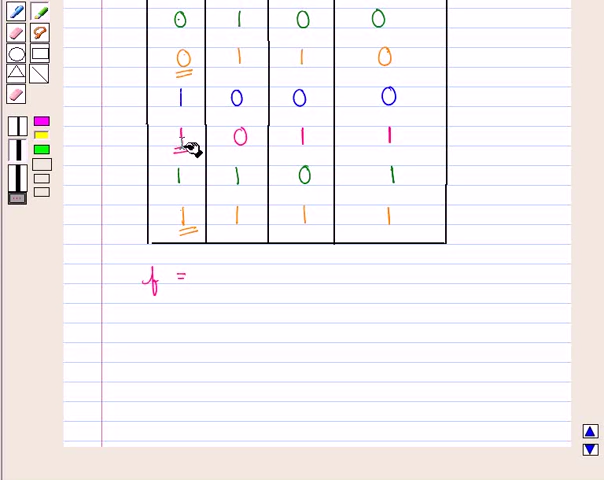 0 1 0 0
0 1 1 0
1 0 0 0
1 0 1 1
1 1 0 1
1 1 1 1
f =